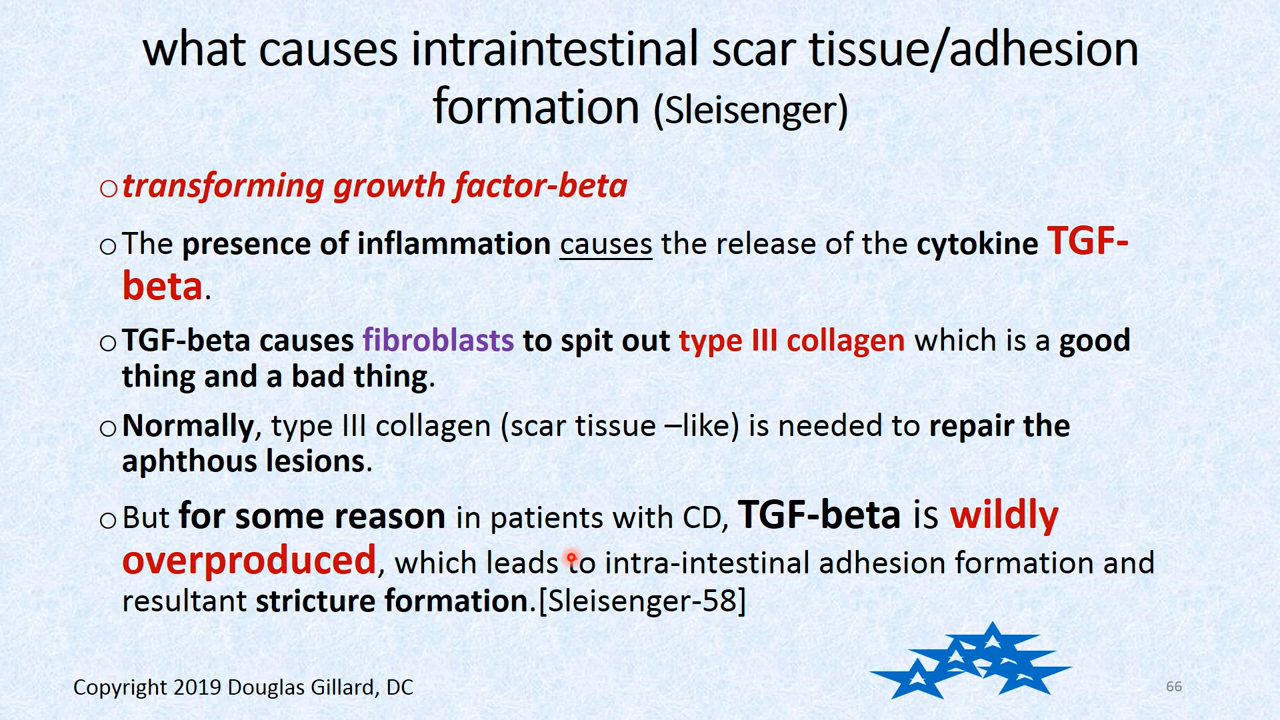 what causes intraintestinal scar tissue/adhesion
formation (Sleisenger)
○transforming growth factor-beta
○The presence of inflammation causes the release of the cytokine TGF-
beta.
○TGF-beta causes fibroblasts to spit out type III collagen which is a good
thing and a bad thing.
○Normally, type III collagen (scar tissue –like) is needed to repair the
aphthous lesions.
○But for some reason in patients with CD, TGF-beta is wildly
overproduced, which leads to intra-intestinal adhesion formation and
resultant stricture formation.[Sleisenger-58]
Copyright 2019 Douglas Gillard, DC
66